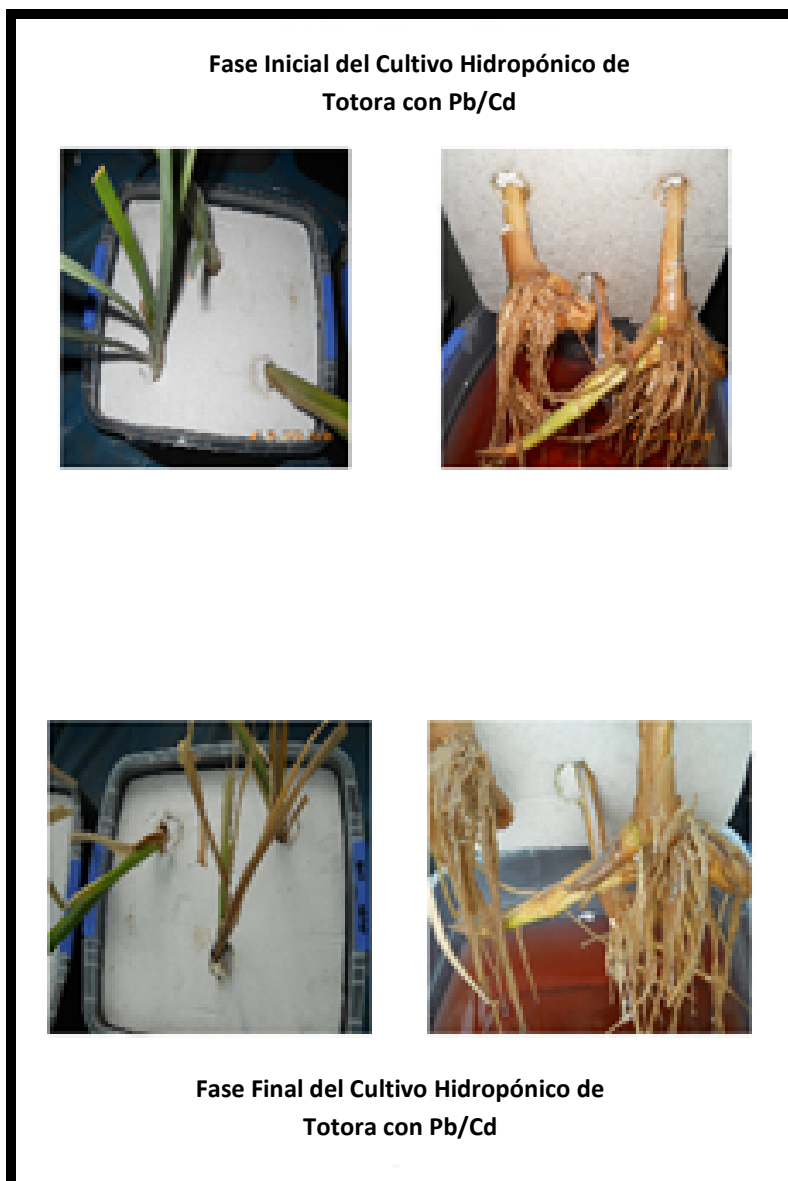 Fase Inicial del Cultivo Hidropónico de
Totora con Pb/Cd
Fase Final del Cultivo Hidropónico de
Totora con Pb/Cd